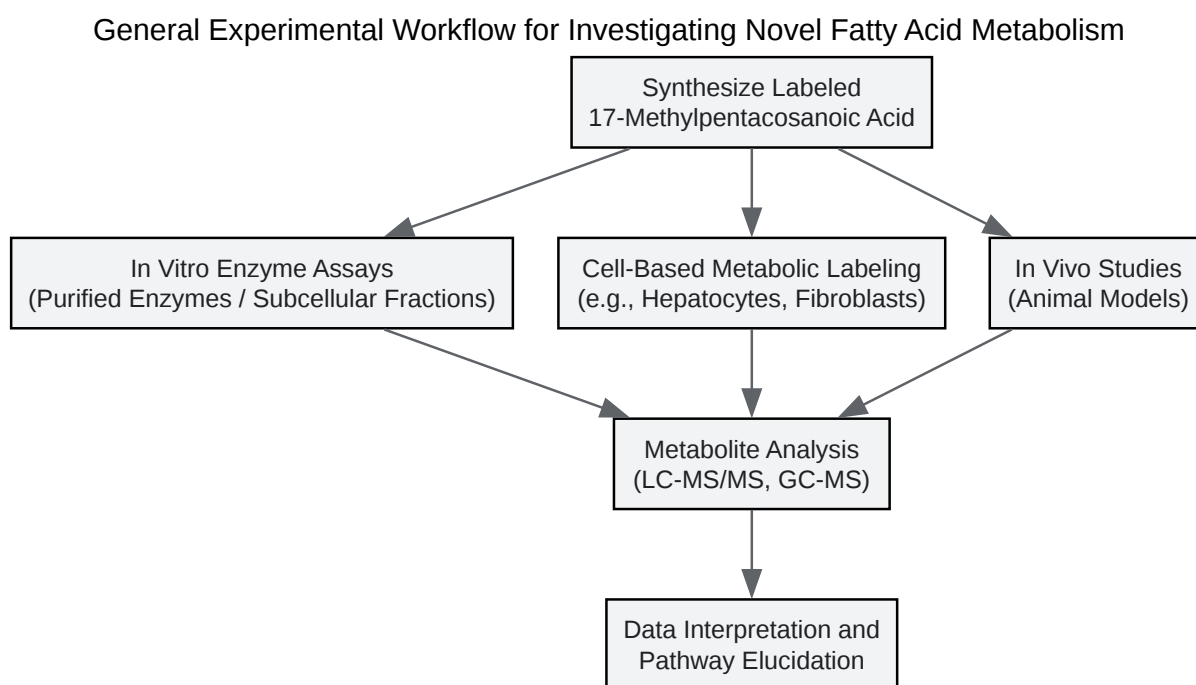 General Experimental Workflow for Investigating Novel Fatty Acid Metabolism
Synthesize Labeled
17-Methylpentacosanoic Acid
In Vitro Enzyme Assays
(Purified Enzymes / Subcellular Fractions)
Cell-Based Metabolic Labeling
(e.g., Hepatocytes, Fibroblasts)
In Vivo Studies
(Animal Models)
Metabolite Analysis
(LC-MS/MS, GC-MS)
Data Interpretation and
Pathway Elucidation